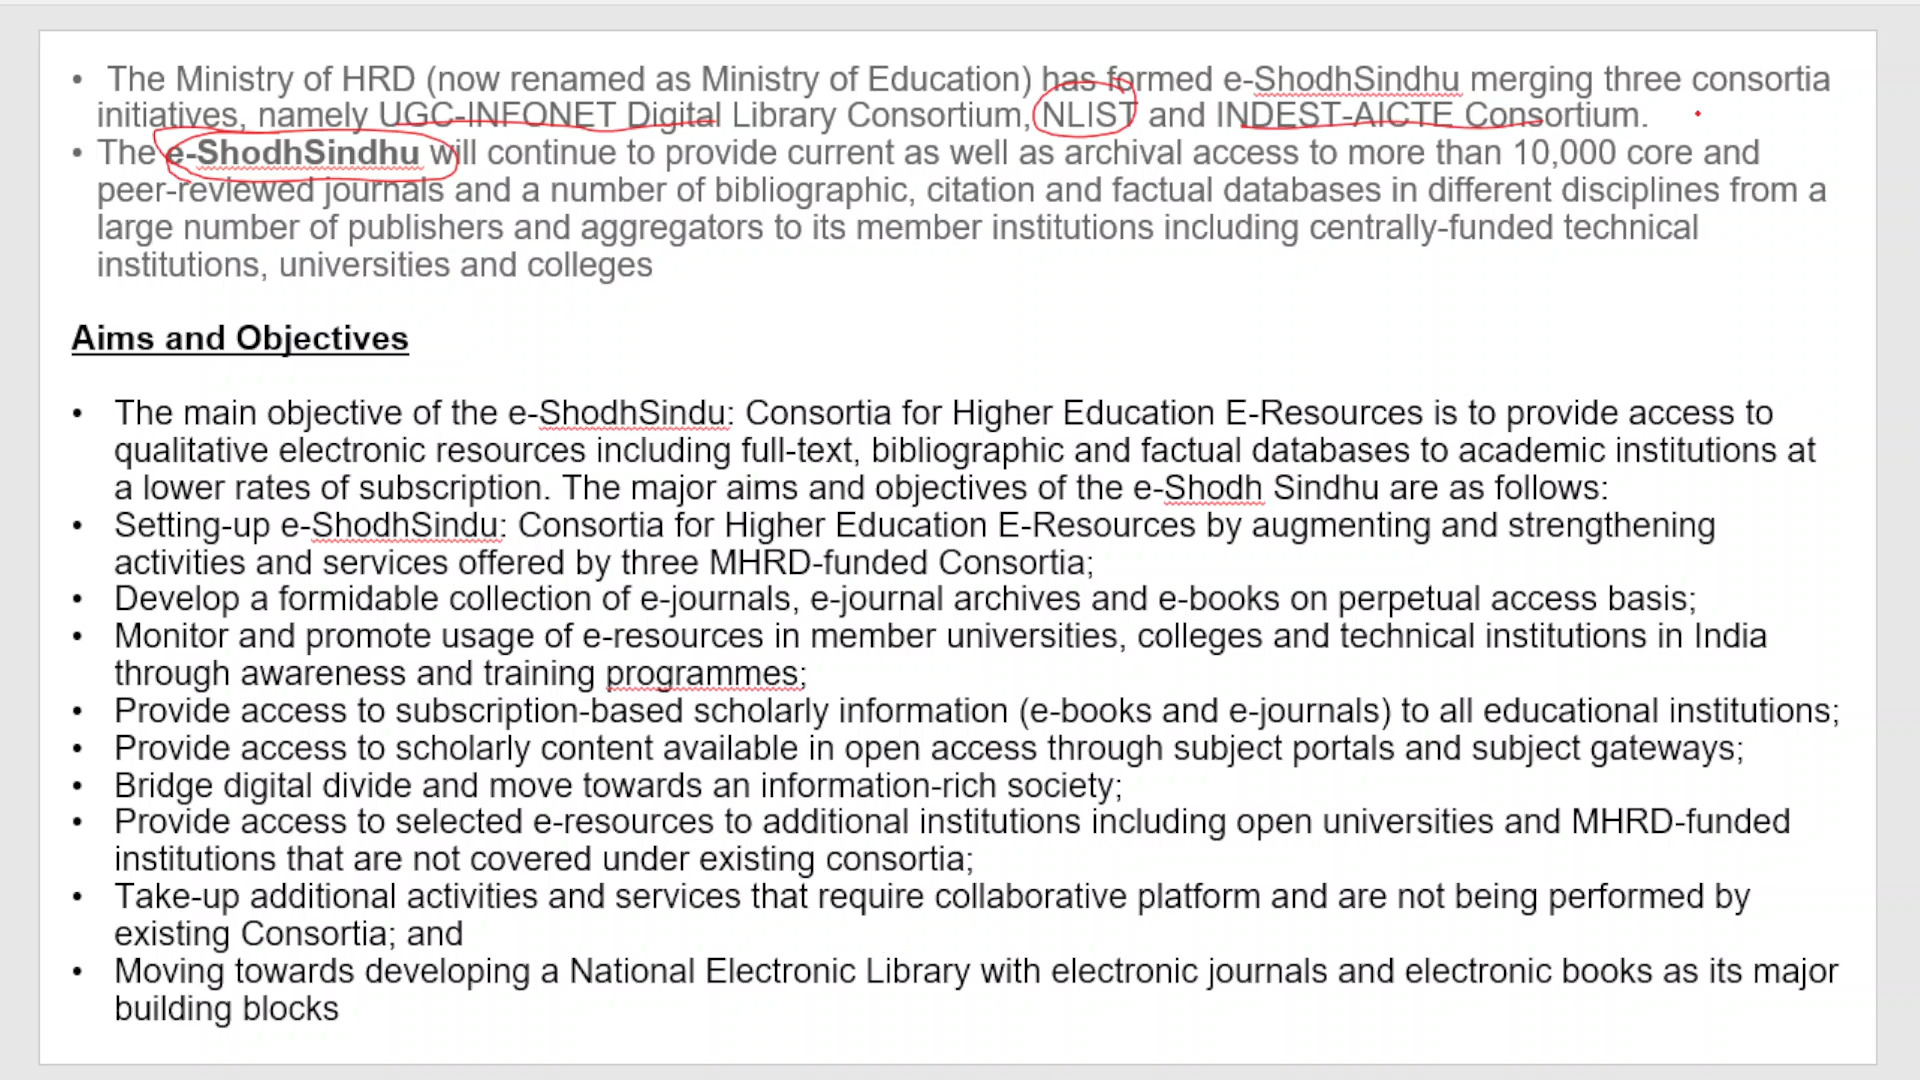 • The Ministry of HRD (now renamed as Ministry of Education) has formed e-ShodhSindhu merging three consortia
initiatives, namely UGC-INFONET Digital Library Consortium, NLIST and INDEST-AICTE Consortium.
• The e-ShodhSindhu will continue to provide current as well as archival access to more than 10,000 core and
peer-reviewed journals and a number of bibliographic, citation and factual databases in different disciplines from a
large number of publishers and aggregators to its member institutions including centrally-funded technical
institutions, universities and colleges
Aims and Objectives
• The main objective of the e-ShodhSindu: Consortia for Higher Education E-Resources is to provide access to
qualitative electronic resources including full-text, bibliographic and factual databases to academic institutions at
a lower rates of subscription. The major aims and objectives of the e-Shodh Sindhu are as follows:
• Setting-up e-ShodhSindu: Consortia for Higher Education E-Resources by augmenting and strengthening
activities and services offered by three MHRD-funded Consortia;
• Develop a formidable collection of e-journals, e-journal archives and e-books on perpetual access basis;
• Monitor and promote usage of e-resources in member universities, colleges and technical institutions in India
through awareness and training programmes;
• Provide access to subscription-based scholarly information (e-books and e-journals) to all educational institutions;
• Provide access to scholarly content available in open access through subject portals and subject gateways;
• Bridge digital divide and move towards an information-rich society;
• Provide access to selected e-resources to additional institutions including open universities and MHRD-funded
institutions that are not covered under existing consortia;
• Take-up additional activities and services that require collaborative platform and are not being performed by
existing Consortia; and
• Moving towards developing a National Electronic Library with electronic journals and electronic books as its major
building blocks